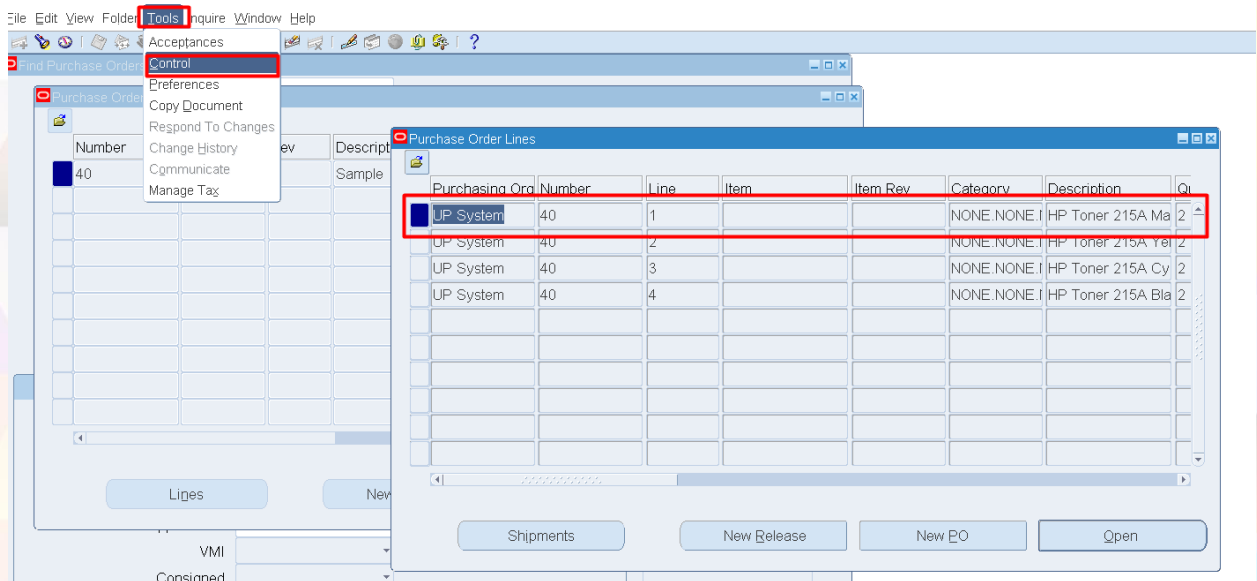 File Edit View Folder Tools Inquire Window Help
Acceptances
Control
Preferences
Copy Document
Respond To Changes
Change History
Communicate
Manage Tax
Find Purchase Orders
Purchase Order
Number ev Descript
40 Sample
Lines New
VMI
Consigned
Purchase Order Lines
Purchasing Org Number Line Item Item Rev Category Description Qu
UP System 40 1 NONE.NONE.N HP Toner 215A Ma 2
UP System 40 2 NONE.NONE.N HP Toner 215A Yel 2
UP System 40 3 NONE.NONE.N HP Toner 215A Cy 2
UP System 40 4 NONE.NONE.N HP Toner 215A Bla 2
Shipments New Release New PO Open